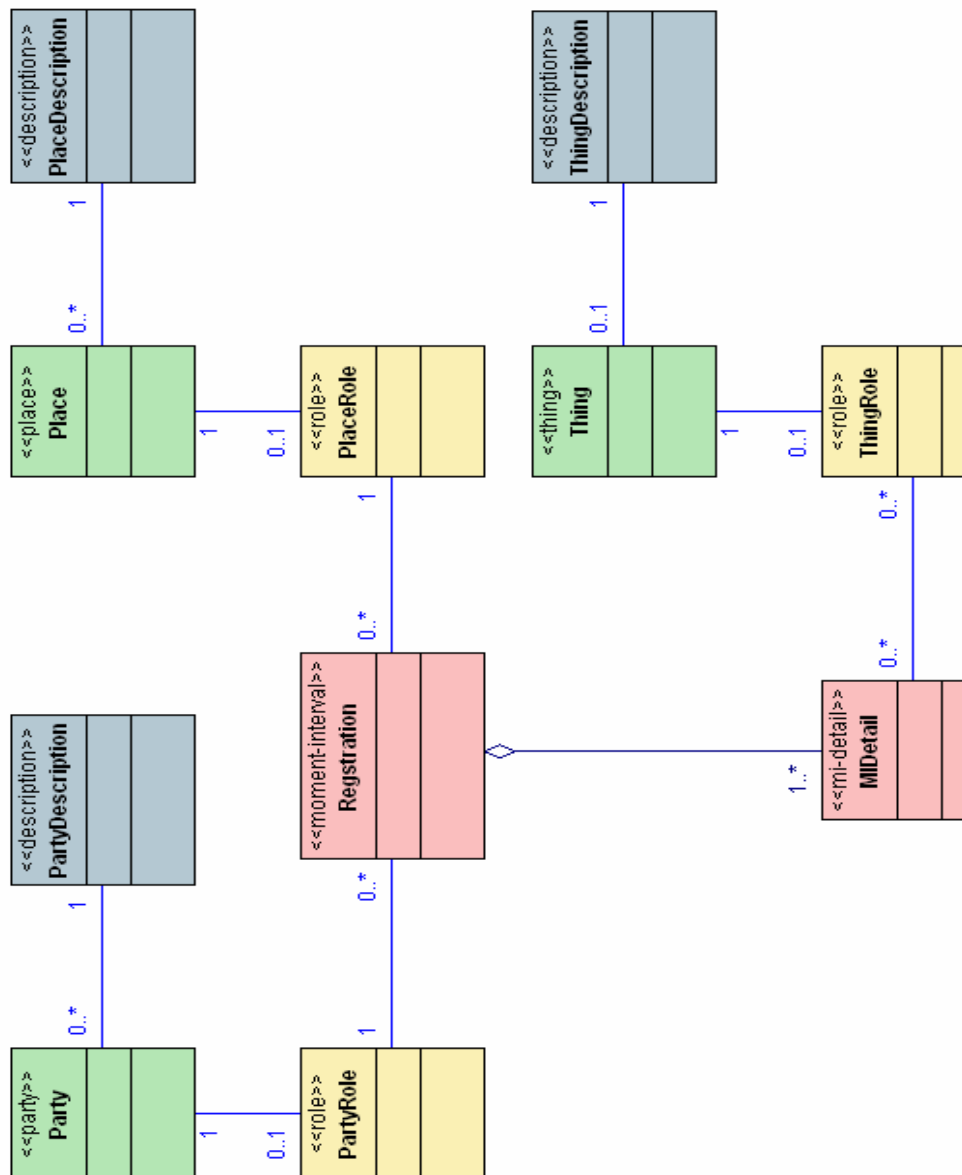 <<party>>
Party
0..*
1
<<description>>
PartyDescription
<<place>>
Place
0..*
1
<<description>>
PlaceDescription
1
0..1
1
0..1
<<role>>
PartyRole
1
0..*
<<moment-interval>>
Regstration
0..*
1
<<role>>
PlaceRole
<<thing>>
Thing
0..1
1
<<description>>
ThingDescription
1
0..1
1..*
<<mi-detail>>
MIDetail
0..*
0..*
<<role>>
ThingRole